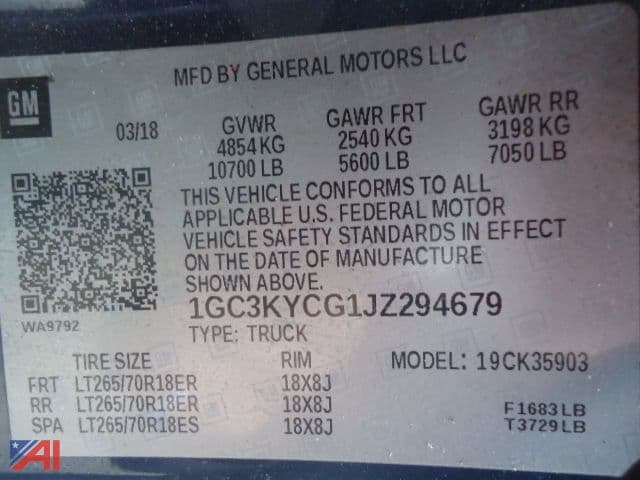 MFD BY GENERAL MOTORS LLC
GM
03/18
GVWR GAWR FRT GAWR RR
4854 KG 2540 KG 3198 KG
10700 LB 5600 LB 7050 LB
THIS VEHICLE CONFORMS TO ALL
APPLICABLE U.S. FEDERAL MOTOR
VEHICLE SAFETY STANDARDS IN EFFECT
ON THE DATE OF MANUFACTURE
SHOWN ABOVE.
1GC3KYCG1JZ294679
WA9792
TYPE: TRUCK
TIRE SIZE RIM MODEL: 19CK35903
FRT LT265/70R18ER 18X8J
RR LT265/70R18ER 18X8J F1683LB
SPA LT265/70R18ES 18X8J T3729LB
AI